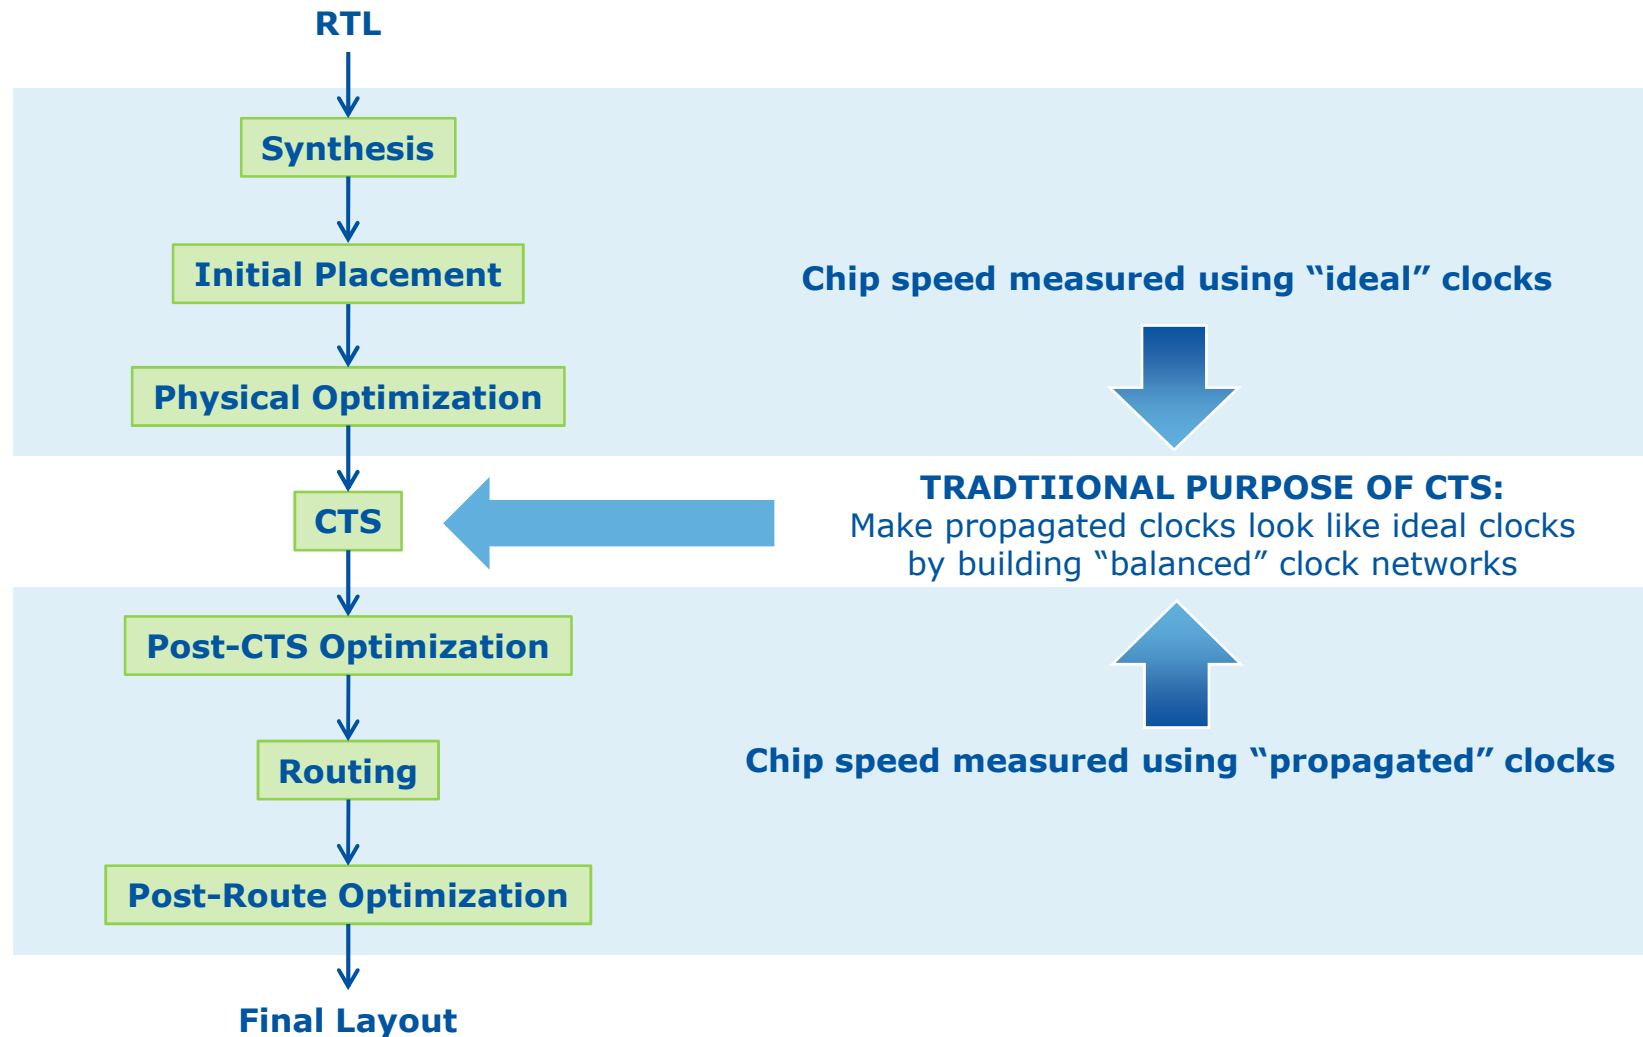 RTL
Synthesis
Initial Placement
Chip speed measured using “ideal” clocks
Physical Optimization
TRADTIIONAL PURPOSE OF CTS:
CTS
Make propagated clocks look like ideal clocks
by building “balanced” clock networks
Post-CTS Optimization
Routing
Chip speed measured using “propagated” clocks
Post-Route Optimization
Final Layout